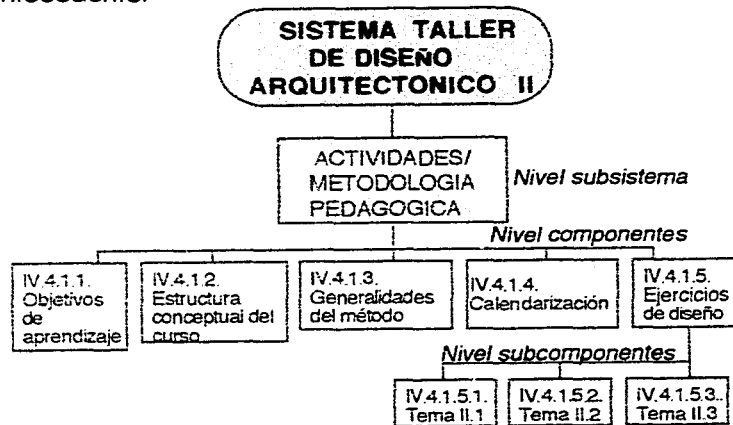 SISTEMA TALLER
DE DISEÑO
ARQUITECTONICO II
ACTIVIDADES/
METODOLOGIA
PEDAGOGICA
Nivel subsistema
Nivel componentes
IV.4.1.1.
Objetivos
de
aprendizaje
IV.4.1.2.
Estructura
conceptual del
curso
IV.4.1.3.
Generalidades
del método
IV.4.1.4.
Calendarización
IV.4.1.5.
Ejercicios
de diseño
Nivel subcomponentes
IV.4.1.5.1.
Tema II.1
IV.4.1.5.2.
Tema II.2
IV.4.1.5.3..
Tema II.3